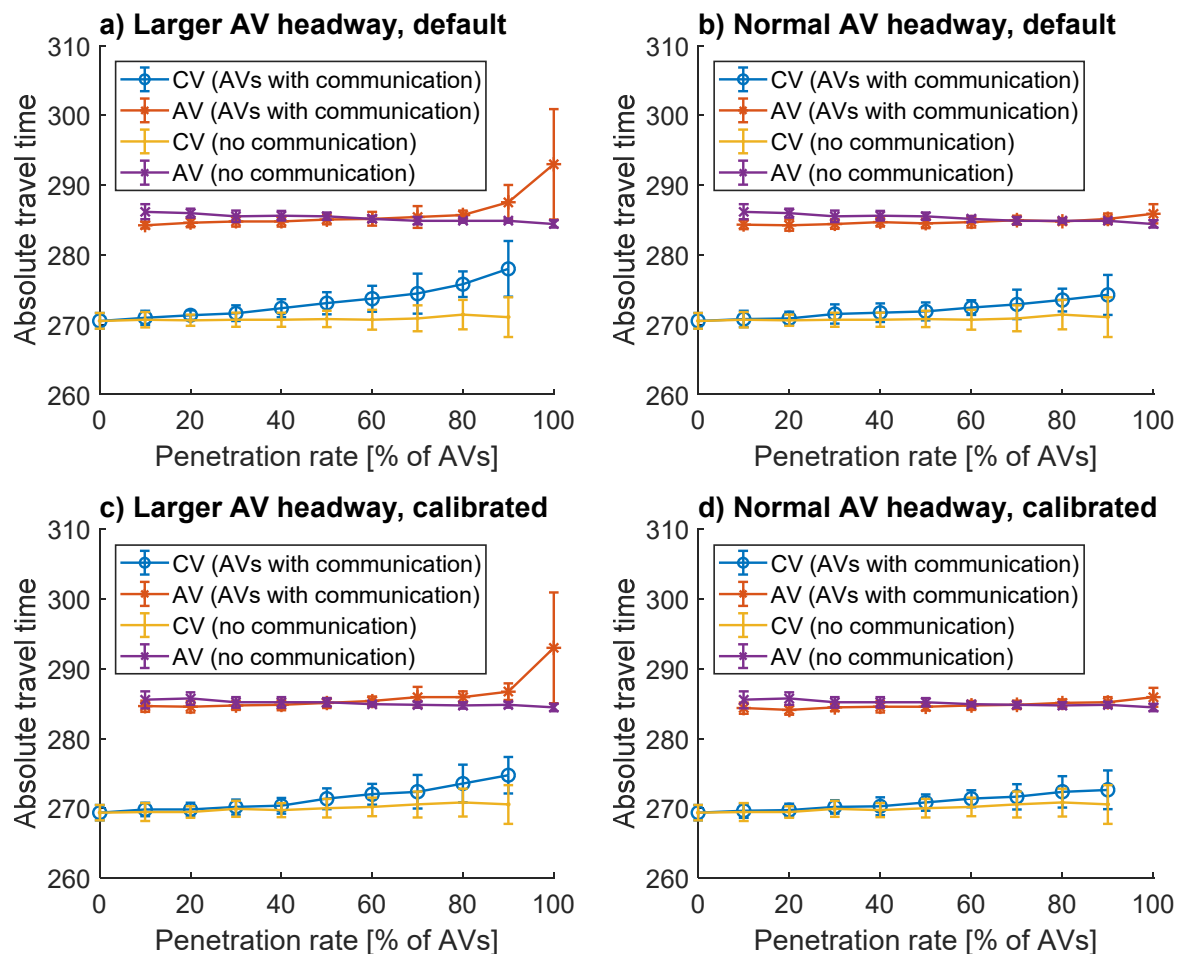 a) Larger AV headway, default
310
300
290
280
270
260
Absolute travel time
CV (AVs with communication)
AV (AVs with communication)
CV (no communication)
AV (no communication)
0 20 40 60 80 100
Penetration rate [% of AVs]
b) Normal AV headway, default
310
300
290
280
270
260
Absolute travel time
CV (AVs with communication)
AV (AVs with communication)
CV (no communication)
AV (no communication)
0 20 40 60 80 100
Penetration rate [% of AVs]
c) Larger AV headway, calibrated
310
300
290
280
270
260
Absolute travel time
CV (AVs with communication)
AV (AVs with communication)
CV (no communication)
AV (no communication)
0 20 40 60 80 100
Penetration rate [% of AVs]
d) Normal AV headway, calibrated
310
300
290
280
270
260
Absolute travel time
CV (AVs with communication)
AV (AVs with communication)
CV (no communication)
AV (no communication)
0 20 40 60 80 100
Penetration rate [% of AVs]